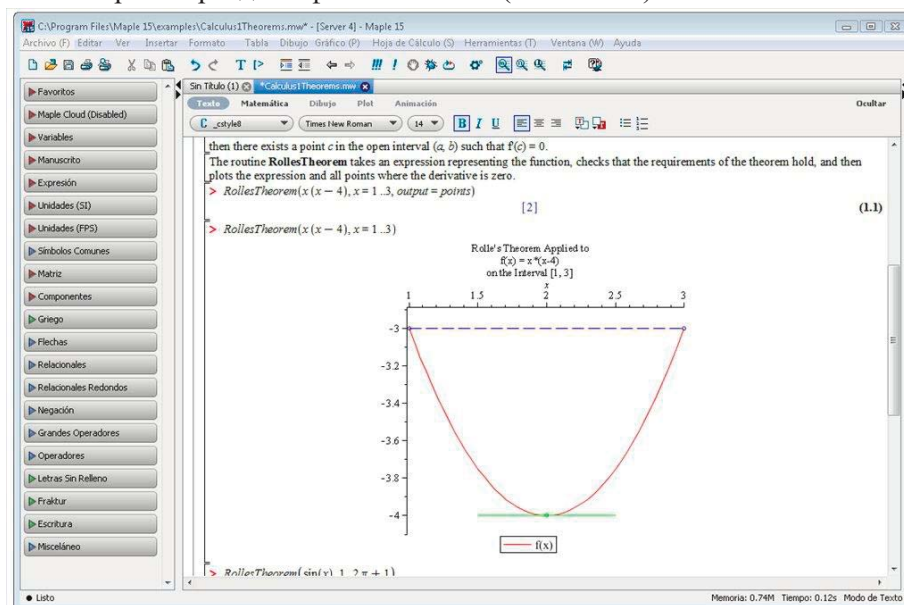 C:\Program Files\Maple 15\examples\Calculus1Theorems.mw* - [Server 4] - Maple 15
Archivo (F) Editar Ver Insertar Formato Tabla Dibujo Gráfico (P) Hoja de Cálculo (S) Herramientas (T) Ventana (W) Ayuda
Sin Título (1) *Calculus1Theorems.mw
Favoritos
Maple Cloud (Disabled)
Variables
Manuscrito
Expresión
Unidades (SI)
Unidades (FPS)
Símbolos Comunes
Matriz
Componentes
Griego
Flechas
Relacionales
Relacionales Redondos
Negación
Grandes Operadores
Operadores
Letras Sin Relleno
Fraktur
Escritura
Misceláneo
Texto Matemática Dibujo Plot Animación Ocultar
C _cstyle8 Times New Roman 14 B I U
then there exists a point c in the open interval (a, b) such that f'(c) = 0.
The routine RollesTheorem takes an expression representing the function, checks that the requirements of the theorem hold, and then
plots the expression and all points where the derivative is zero.
> RollesTheorem(x (x − 4), x = 1 ..3, output = points)
[2] (1.1)
> RollesTheorem(x (x − 4), x = 1 ..3)
Rolle's Theorem Applied to
f(x) = x*(x-4)
on the Interval [1, 3]
x
1 1.5 2 2.5 3
-3
-3.2
-3.4
-3.6
-3.8
-4
f(x)
> RollesTheorem(sin(x), 1..2 π + 1)
Listo Memoria: 0.74M Tiempo: 0.12s Modo de Texto